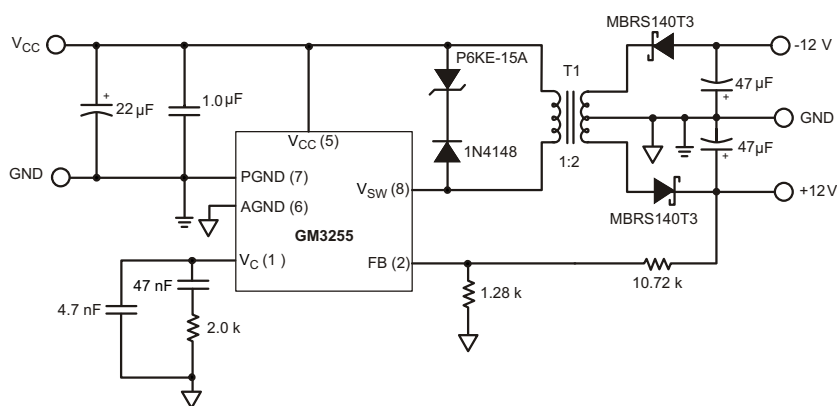 MBRS140T3
V_CC
P6KE-15A
T1
-12 V
+
22 μF
1.0 μF
47 μF
+
V_CC (5)
GND
1N4148
1:2
+
47μF
GND
PGND (7)
V_SW (8)
+12V
AGND (6)
MBRS140T3
GM3255
V_C (1 )
FB (2)
10.72 k
47 nF
1.28 k
4.7 nF
2.0 k